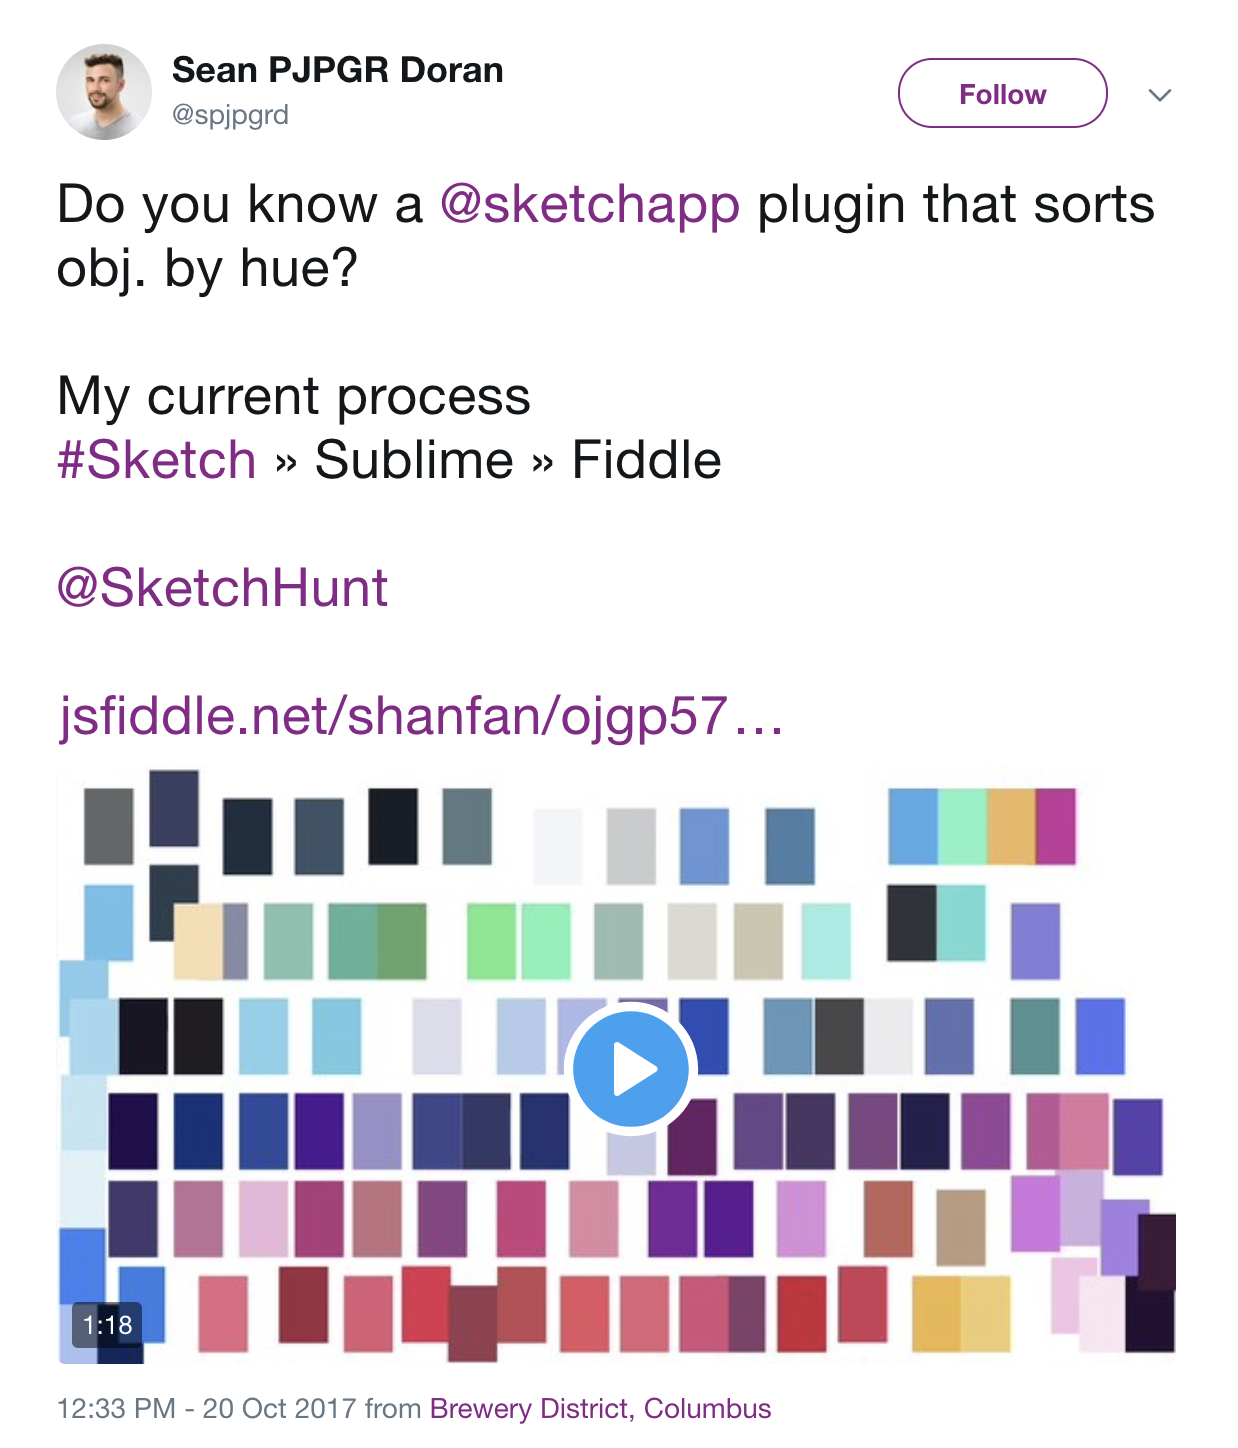 Sean PJPGR Doran
@spjpgrd
Follow
Do you know a @sketchapp plugin that sorts
obj. by hue?
My current process
#Sketch » Sublime » Fiddle
@SketchHunt
jsfiddle.net/shanfan/ojgp57…
1:18
12:33 PM - 20 Oct 2017 from Brewery District, Columbus